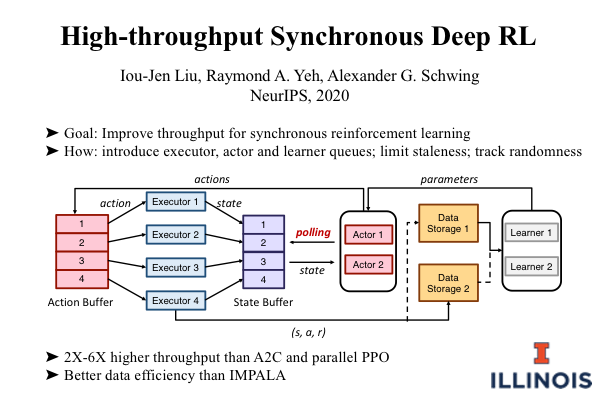 High-throughput Synchronous Deep RL
Iou-Jen Liu, Raymond A. Yeh, Alexander G. Schwing
NeurIPS, 2020
➤ Goal: Improve throughput for synchronous reinforcement learning
➤ How: introduce executor, actor and learner queues; limit staleness; track randomness
actions
parameters
action
Executor 1
state
1
2
3
4
Action Buffer
Executor 2
Executor 3
Executor 4
1
2
3
4
State Buffer
polling
state
Actor 1
Actor 2
Data
Storage 1
Data
Storage 2
Learner 1
Learner 2
(s, a, r)
➤ 2X-6X higher throughput than A2C and parallel PPO
➤ Better data efficiency than IMPALA
I
ILLINOIS